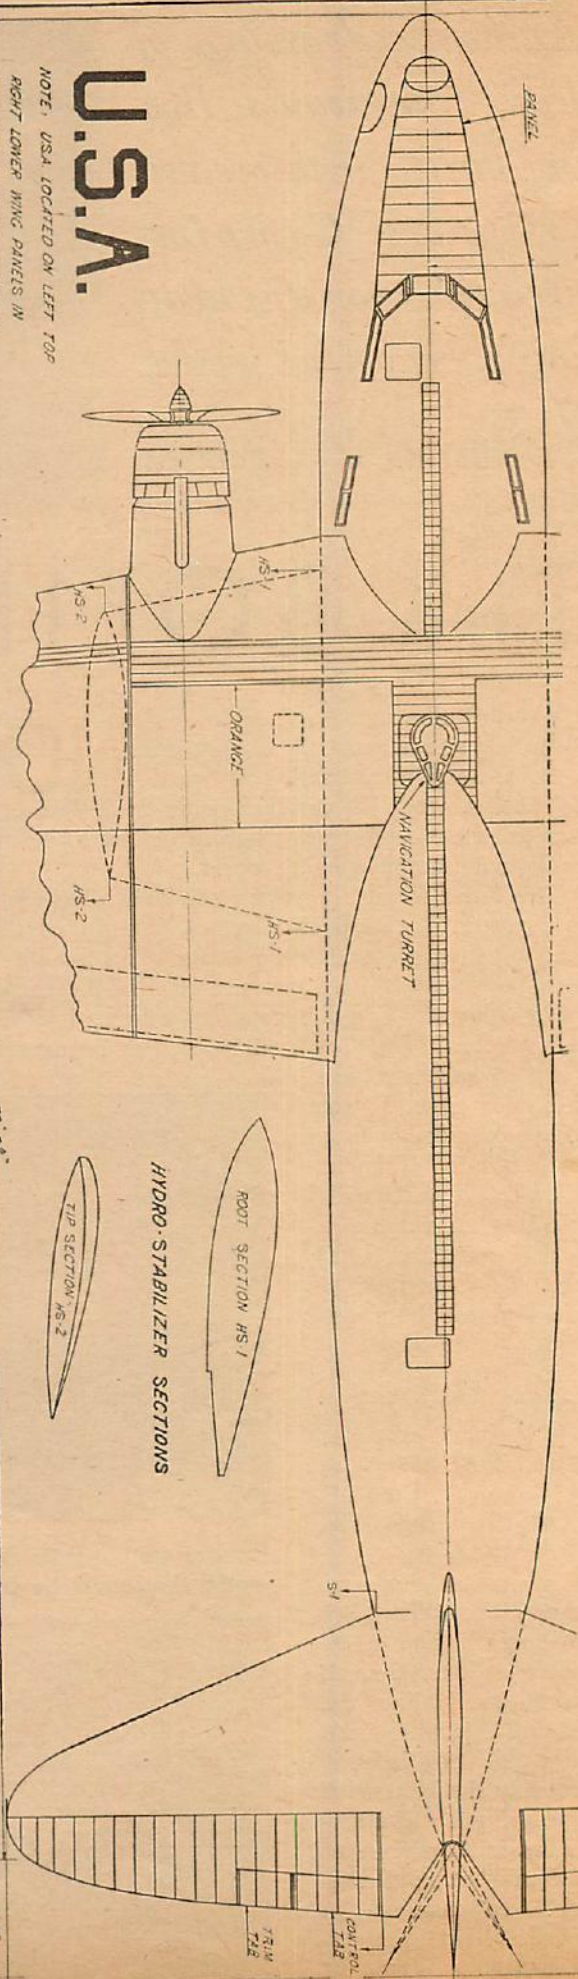 PANEL
U.S.A.
NOTE: USA LOCATED ON LEFT TOP
RIGHT LOWER WING PANELS IN
HS-1
HS-2
ORANGE
NAVIGATION TURRET
HS-2
HS-1
ROOT SECTION HS-1
HYDRO-STABILIZER SECTIONS
TIP SECTION
HS-2
S-1
CONTROL
TAB
TRIM
TAB